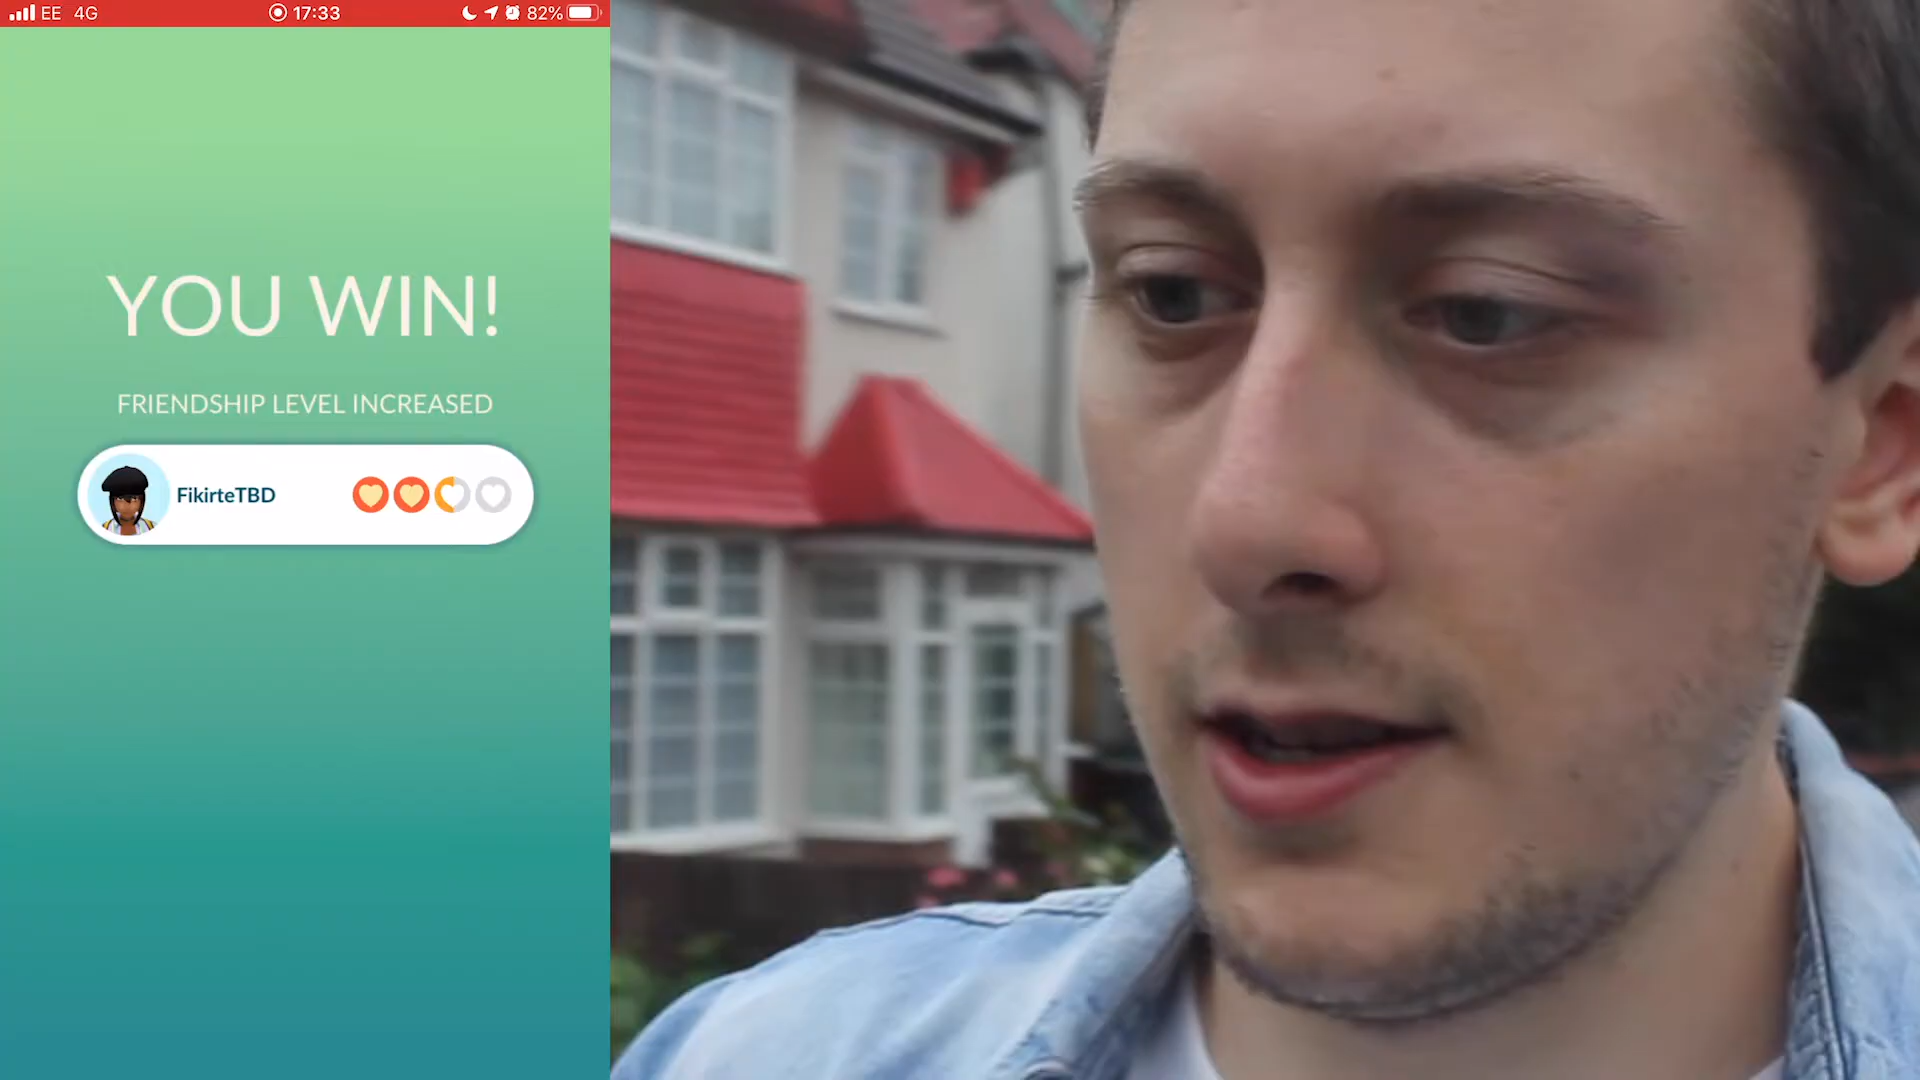 EE 4G 17:33 82%
YOU WIN!
FRIENDSHIP LEVEL INCREASED
FikirteTBD